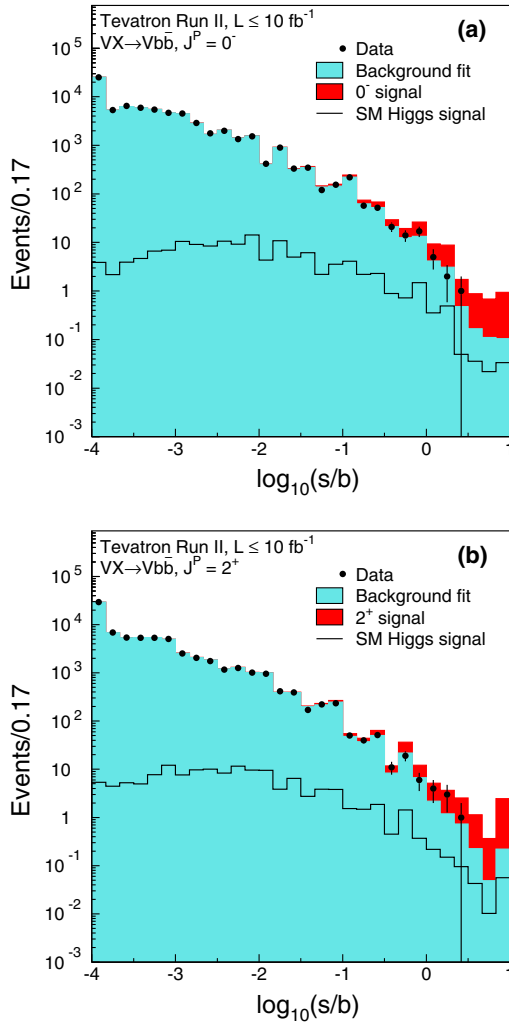 Tevatron Run II, L ≤ 10 fb⁻¹
(a)
VX→Vbb̄, Jᴾ = 0⁻
Data
Background fit
0⁻ signal
SM Higgs signal
Events/0.17
10⁵
10⁴
10³
10²
10
1
10⁻¹
10⁻²
10⁻³
-4 -3 -2 -1 0 1
log₁₀(s/b)
Tevatron Run II, L ≤ 10 fb⁻¹
(b)
VX→Vbb̄, Jᴾ = 2⁺
Data
Background fit
2⁺ signal
SM Higgs signal
Events/0.17
10⁵
10⁴
10³
10²
10
1
10⁻¹
10⁻²
10⁻³
-4 -3 -2 -1 0 1
log₁₀(s/b)